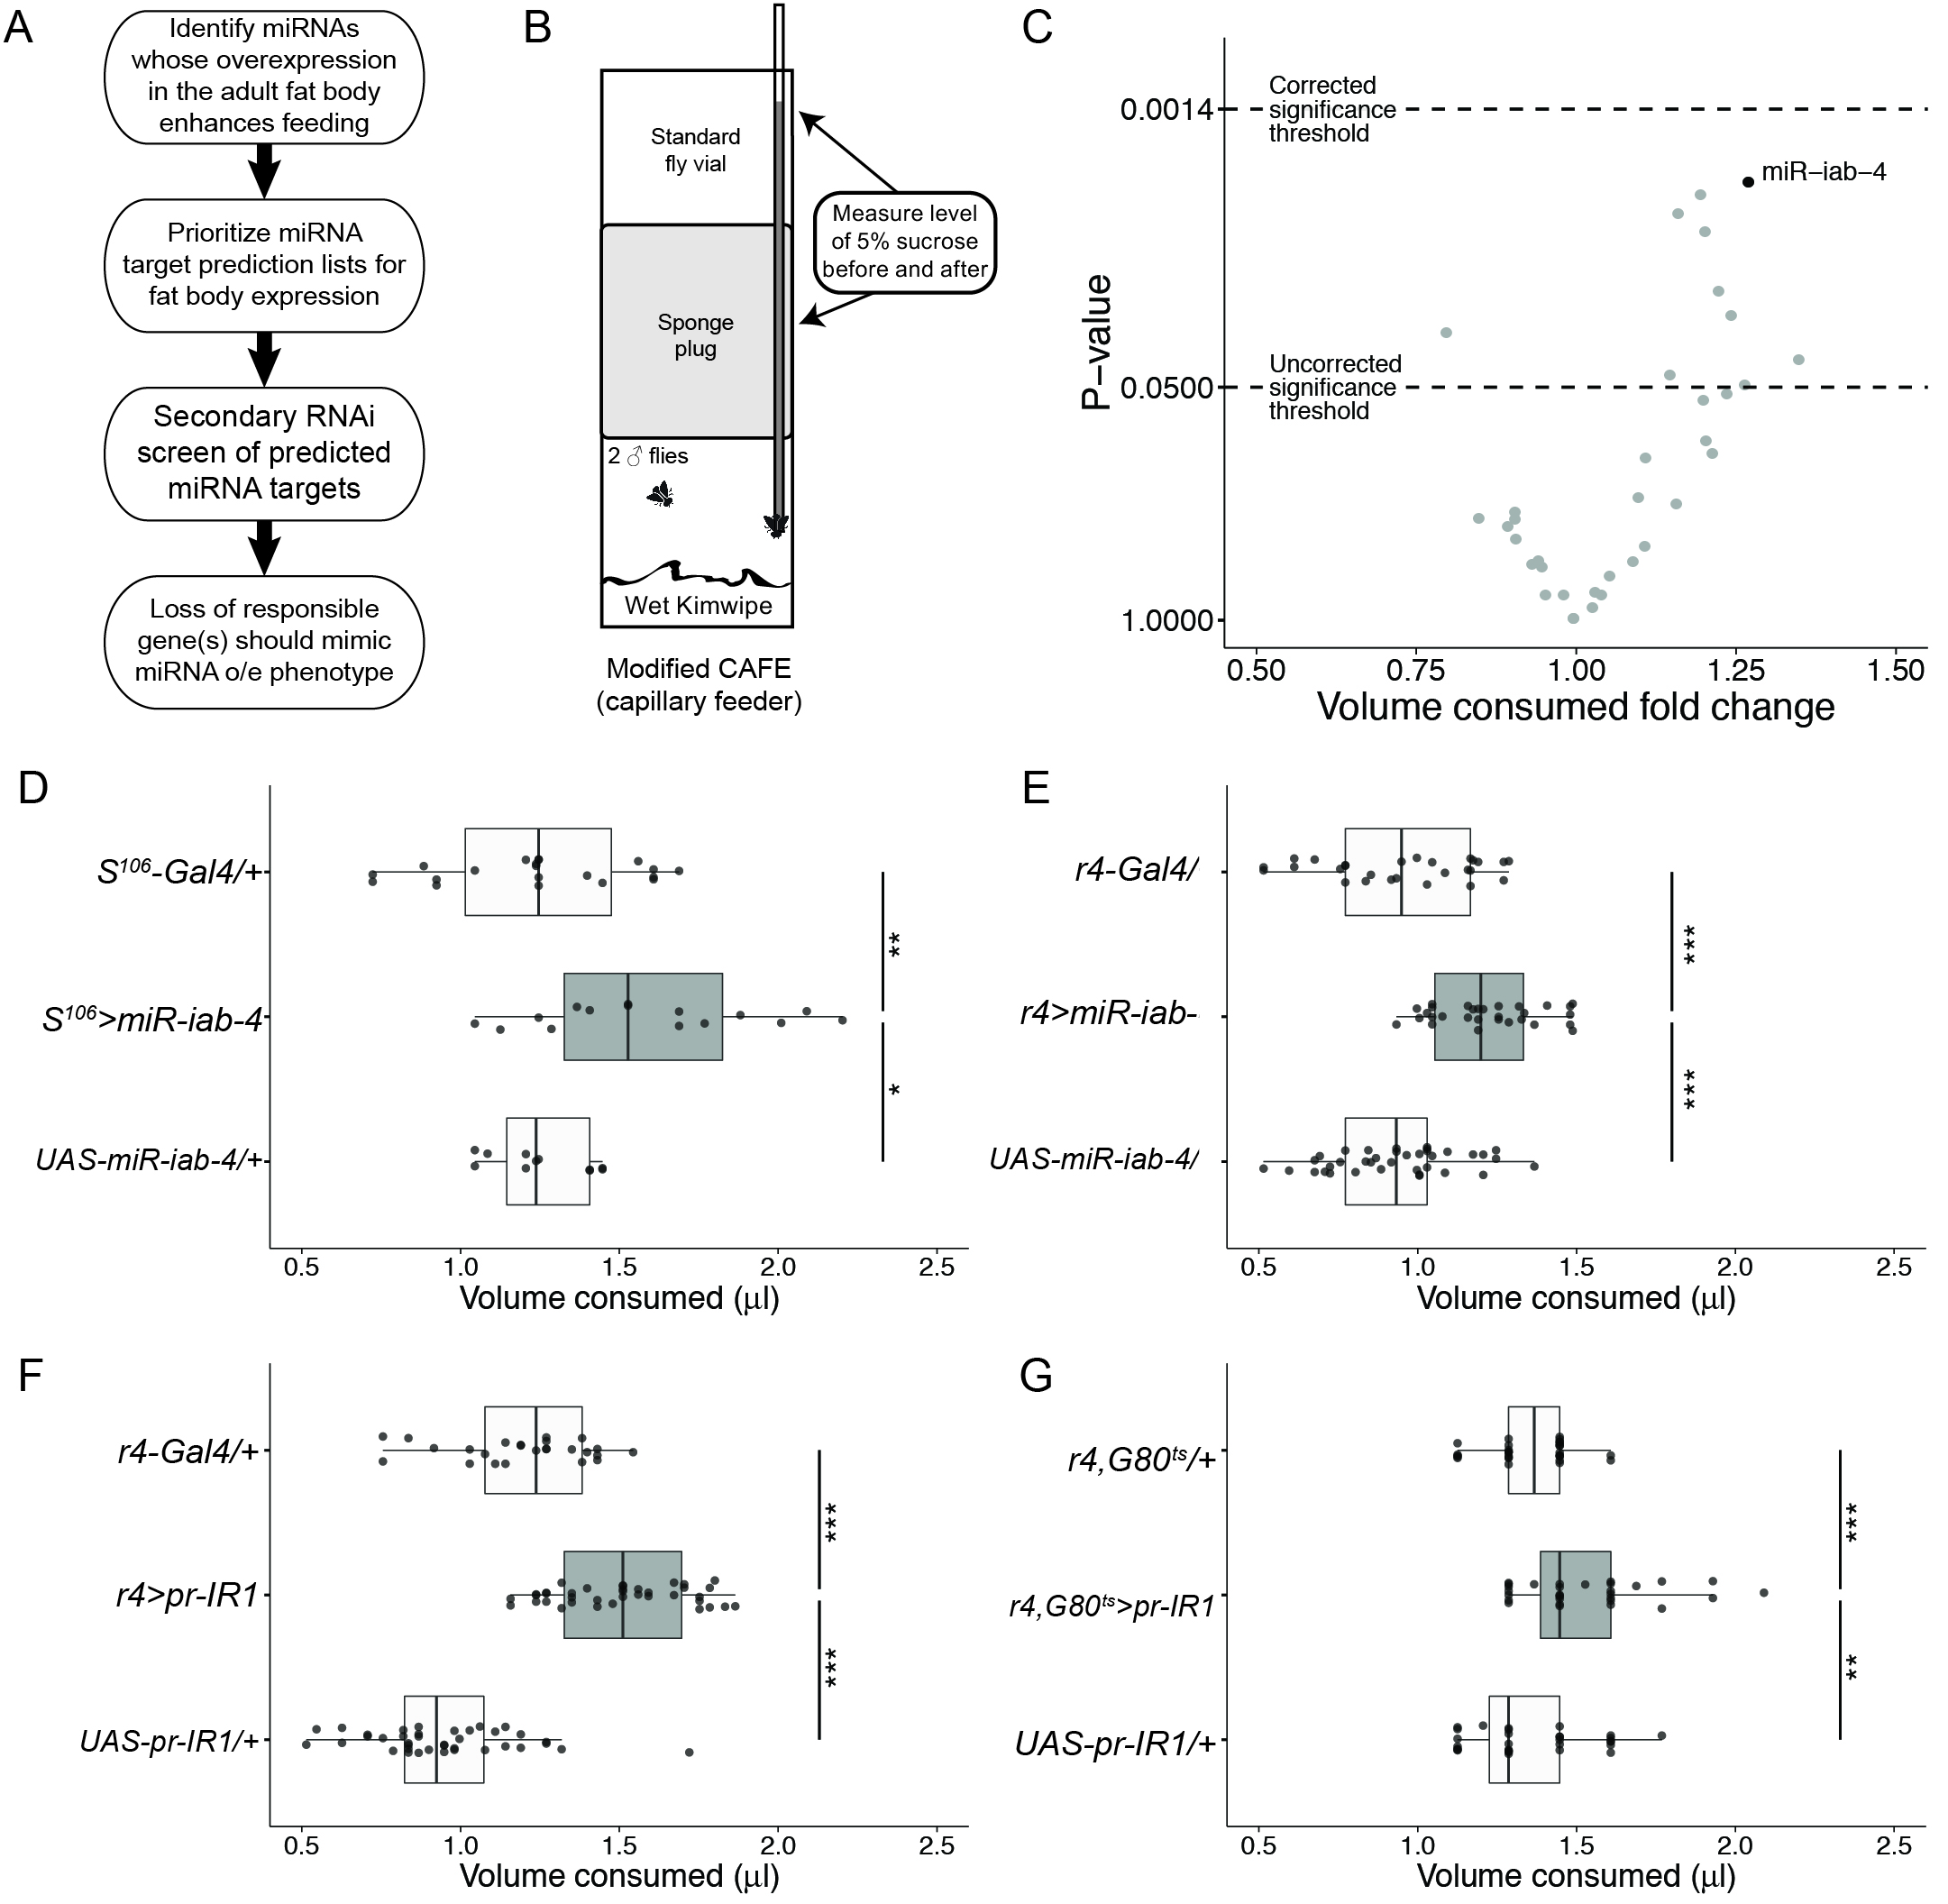 A
Identify miRNAs
whose overexpression
in the adult fat body
enhances feeding
Prioritize miRNA
target prediction lists for
fat body expression
Secondary RNAi
screen of predicted
miRNA targets
Loss of responsible
gene(s) should mimic
miRNA o/e phenotype
B
Standard
fly vial
Sponge
plug
2 ♂ flies
Wet Kimwipe
Measure level
of 5% sucrose
before and after
Modified CAFE
(capillary feeder)
C
P−value
0.0014
0.0500
1.0000
Corrected
significance
threshold
miR−iab−4
Uncorrected
significance
threshold
0.50 0.75 1.00 1.25 1.50
Volume consumed fold change
D
S106-Gal4/+
S106>miR-iab-4
UAS-miR-iab-4/+
**
*
0.5 1.0 1.5 2.0 2.5
Volume consumed (µl)
E
r4-Gal4/
r4>miR-iab-
UAS-miR-iab-4/
***
***
0.5 1.0 1.5 2.0 2.5
Volume consumed (µl)
F
r4-Gal4/+
r4>pr-IR1
UAS-pr-IR1/+
***
***
0.5 1.0 1.5 2.0 2.5
Volume consumed (µl)
G
r4,G80ts/+
r4,G80ts>pr-IR1
UAS-pr-IR1/+
***
**
0.5 1.0 1.5 2.0 2.5
Volume consumed (µl)